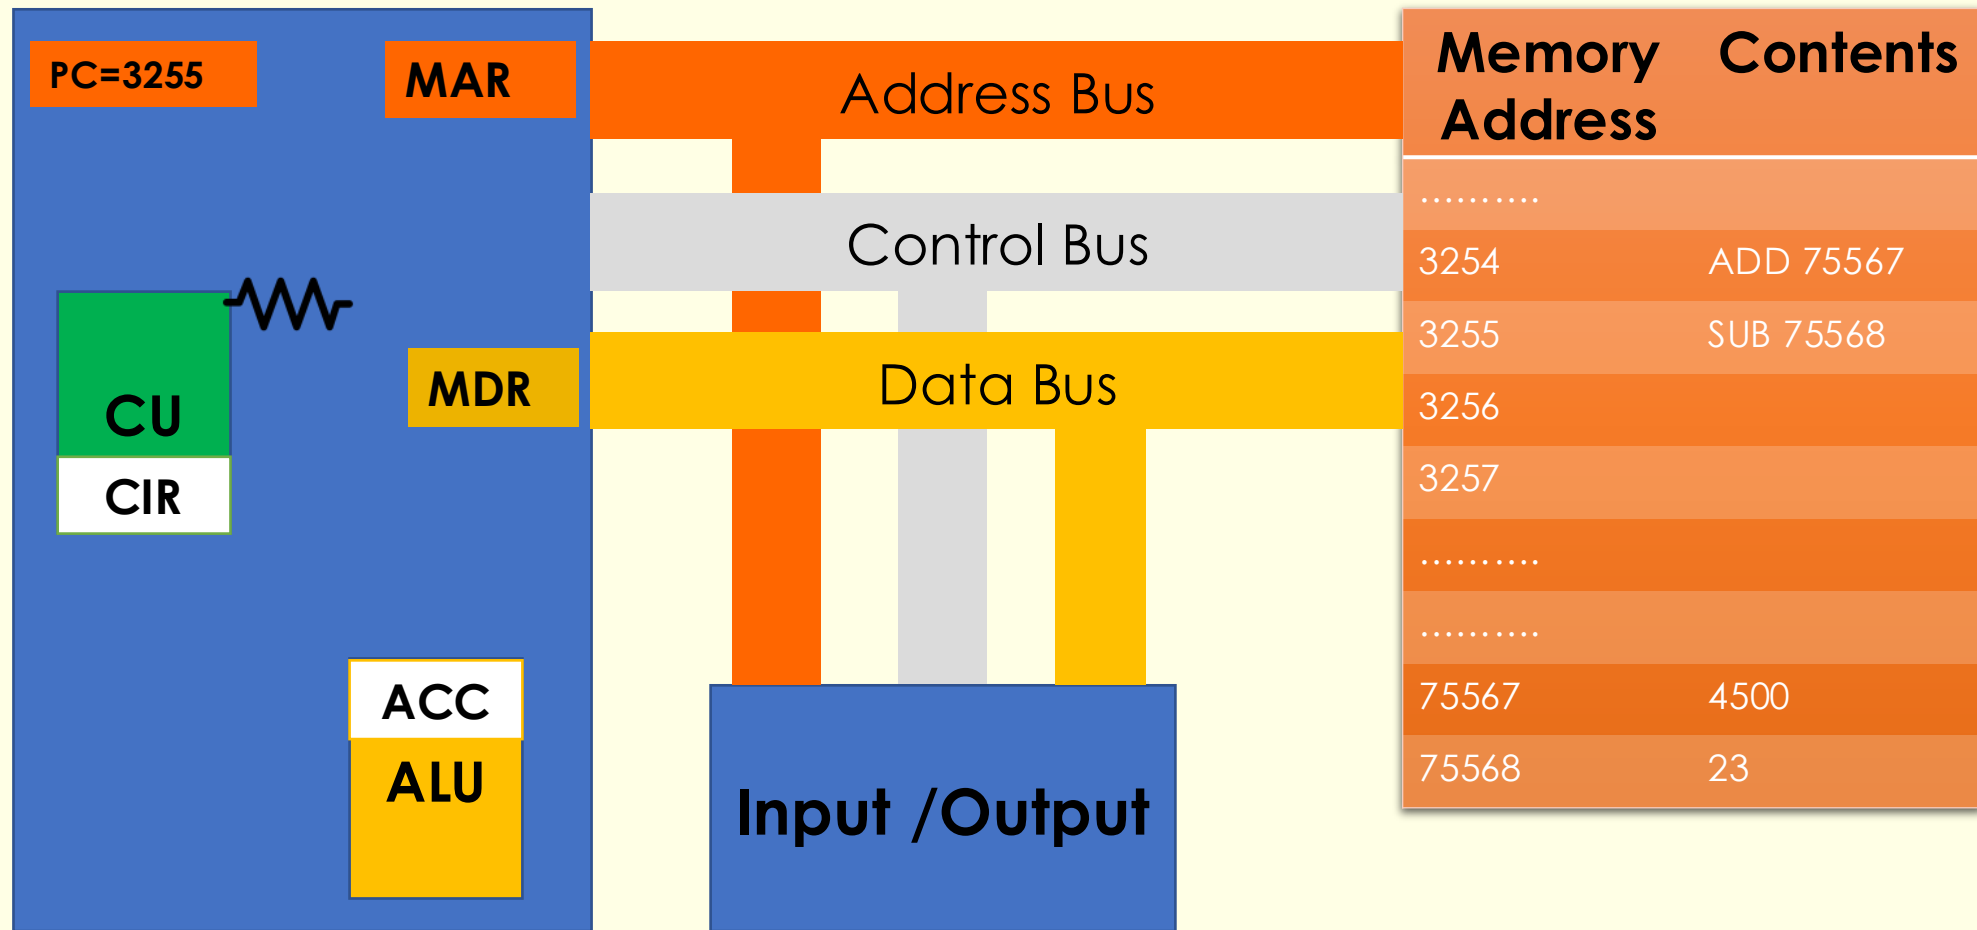 PC=3255
MAR
Address Bus
Memory Contents
Address
..........
Control Bus
3254 ADD 75567
3255 SUB 75568
MDR
Data Bus
3256
CU
CIR
3257
..........
..........
ACC
75567 4500
ALU
75568 23
Input /Output